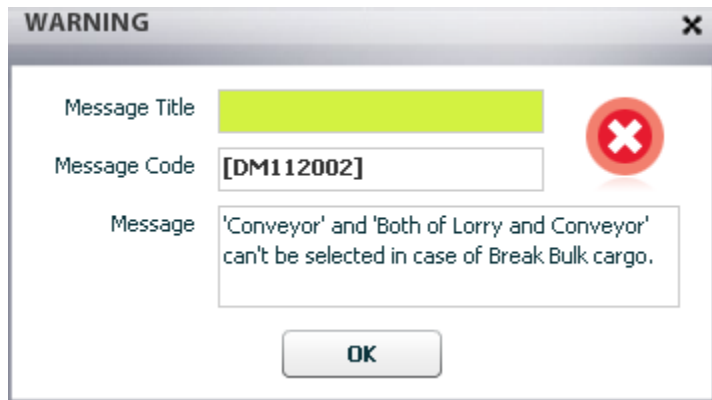 WARNING
Message Title
Message Code [DM112002]
Message 'Conveyor' and 'Both of Lorry and Conveyor'
can't be selected in case of Break Bulk cargo.
OK